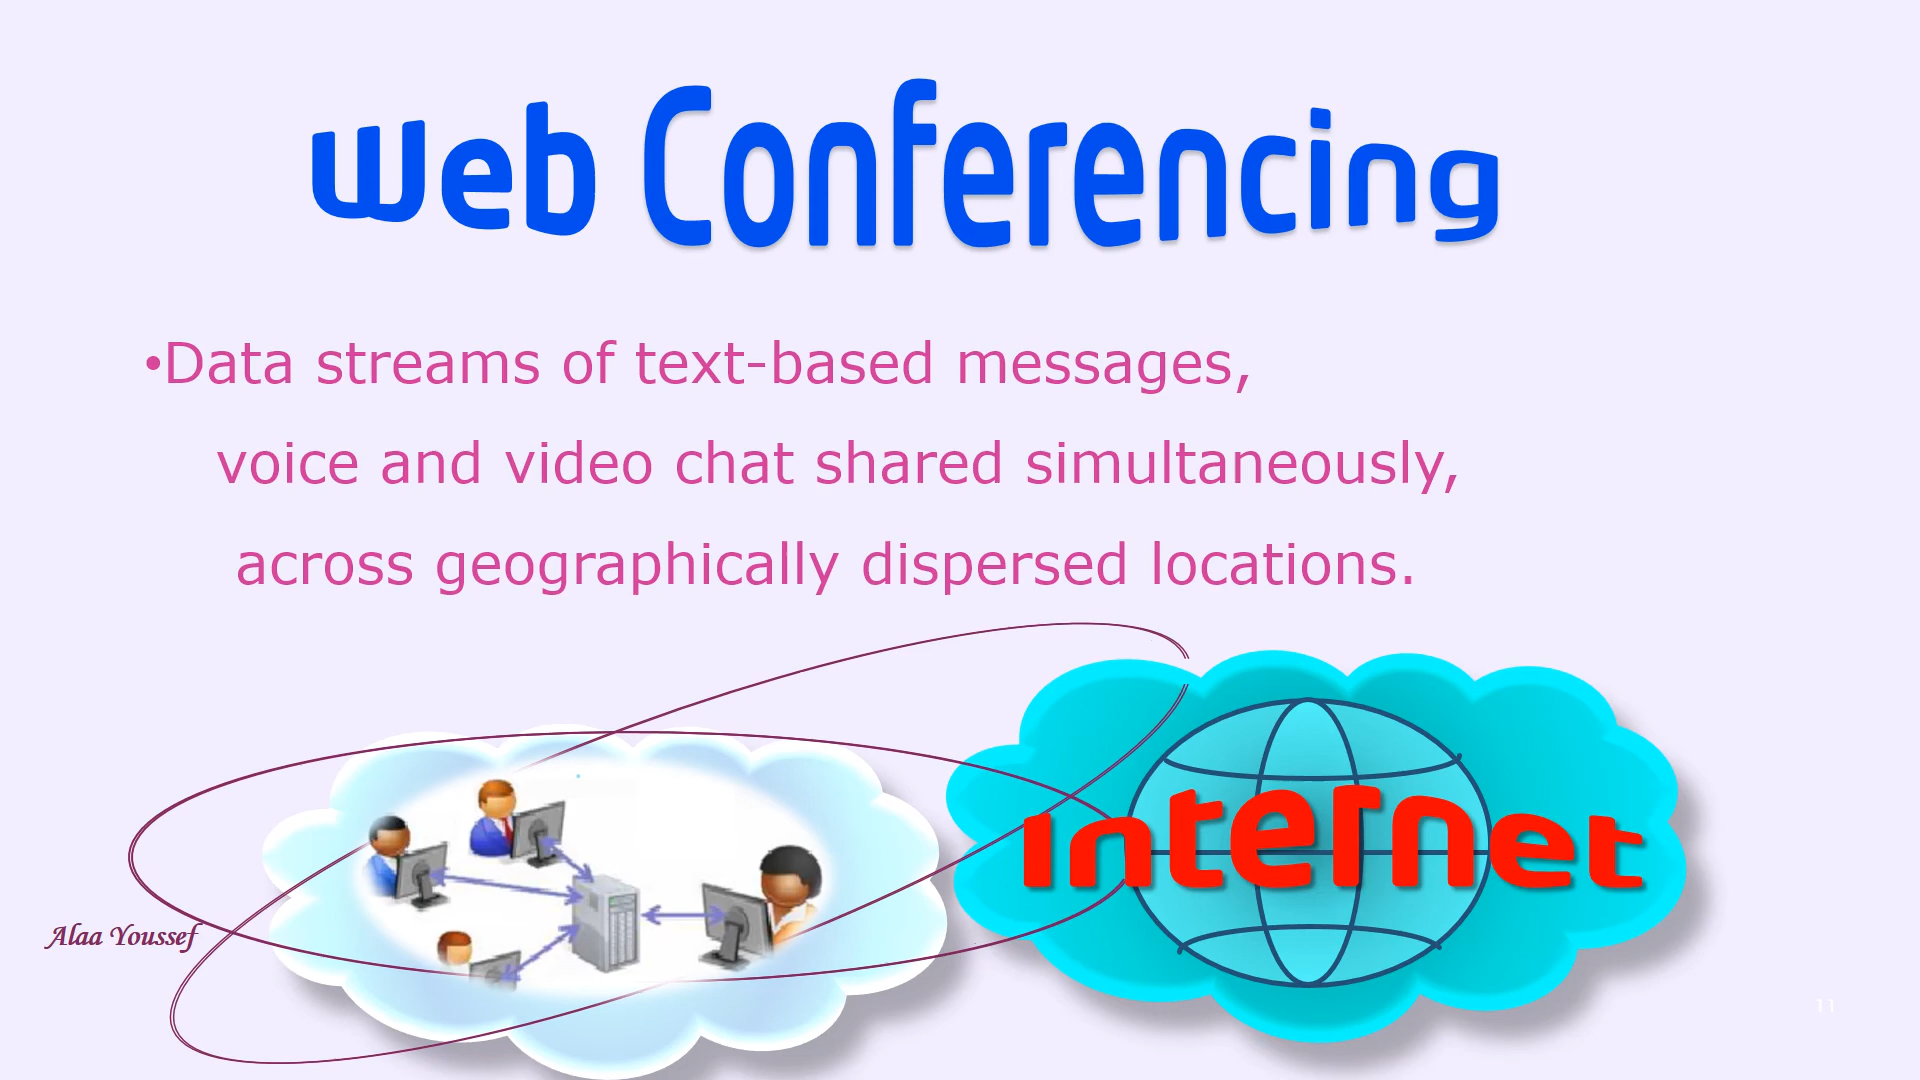 Web Conferencing
•Data streams of text-based messages,
voice and video chat shared simultaneously,
across geographically dispersed locations.
Internet
Alaa Youssef
11